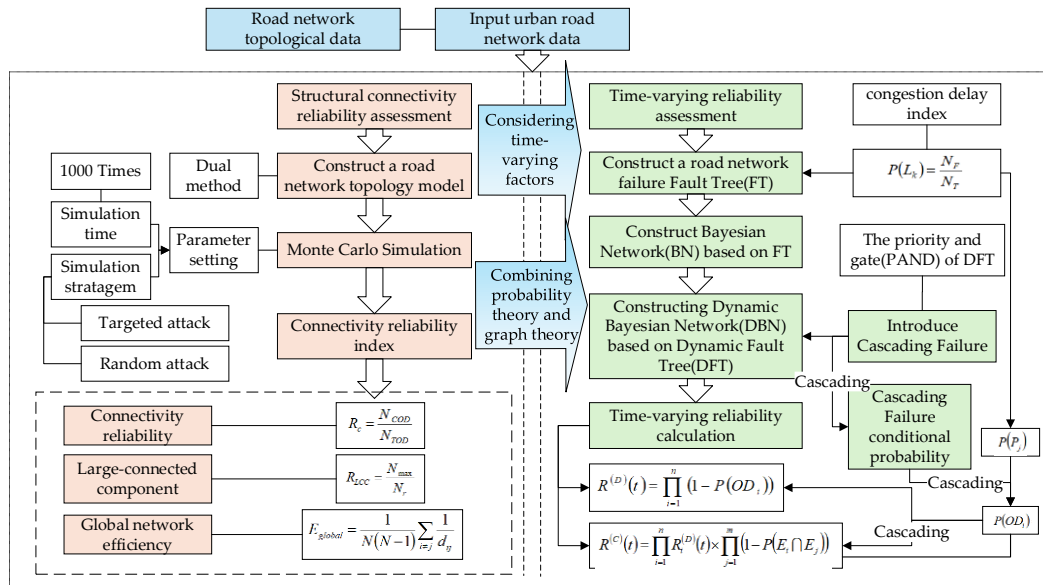 Road network
topological data
Input urban road
network data
Structural connectivity
reliability assessment
Construct a road
network topology model
Dual
method
1000 Times
Simulation
time
Simulation
stratagem
Parameter
setting
Monte Carlo Simulation
Targeted attack
Random attack
Connectivity reliability
index
Connectivity
reliability
R_c = N_COD / N_TOD
Large-connected
component
R_LCC = N_max / N_r
Global network
efficiency
E_global = 1 / N(N−1) ∑_{i=j} 1 / d_ij
Considering
time-
varying
factors
Combining
probability
theory and
graph theory
Time-varying reliability
assessment
Construct a road network
failure Fault Tree(FT)
Construct Bayesian
Network(BN) based on FT
Constructing Dynamic
Bayesian Network(DBN)
based on Dynamic Fault
Tree(DFT)
Time-varying reliability
calculation
R^(D)(t) = ∏_{i=1}^{n} (1 − P(OD_i))
R^(C)(t) = ∏_{i=1}^{n} R_i^(D)(t) × ∏_{j=1}^{m} (1 − P(E_i ⋂ E_j))
congestion delay
index
P(L_k) = N_F / N_T
The priority and
gate(PAND) of DFT
Introduce
Cascading Failure
Cascading
Cascading
Failure
conditional
probability
P(P_j)
Cascading
P(OD_i)
Cascading